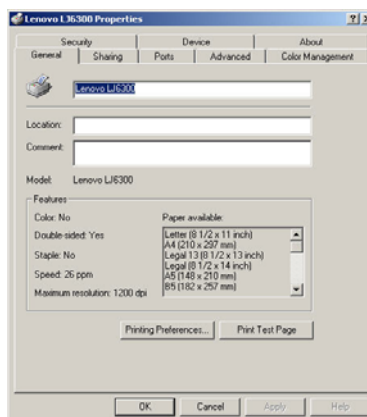 Lenovo LJ6300 Properties
Security Device About
General Sharing Ports Advanced Color Management
Lenovo LJ6300
Location:
Comment:
Model: Lenovo LJ6300
Features
Color: No
Paper available:
Double-sided: Yes
Staple: No
Speed: 26 ppm
Maximum resolution: 1200 dpi
Letter (8 1/2 x 11 inch)
A4 (210 x 297 mm)
Legal 13 (8 1/2 x 13 inch)
Legal (8 1/2 x 14 inch)
A5 (148 x 210 mm)
B5 (182 x 257 mm)
Printing Preferences... Print Test Page
OK Cancel Apply Help